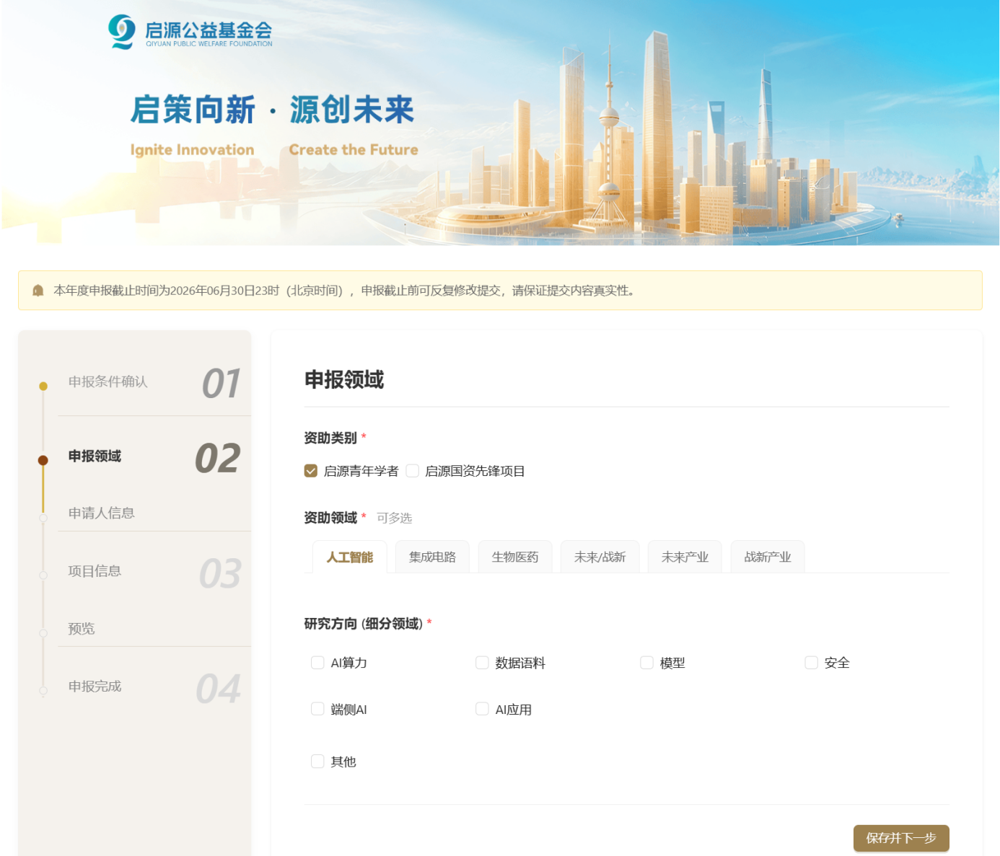 启源公益基金会
QIYUAN PUBLIC WELFARE FOUNDATION
启策向新 · 源创未来
Ignite Innovation Create the Future
本年度申报截止时间为2026年06月30日23时（北京时间），申报截止前可反复修改提交，请保证提交内容真实性。
申报条件确认 01
申报领域 02
申请人信息
项目信息 03
预览
申报完成 04
申报领域
资助类别 *
启源青年学者 启源国资先锋项目
资助领域 * 可多选
人工智能 集成电路 生物医药 未来/战新 未来产业 战新产业
研究方向 (细分领域) *
AI算力 数据语料 模型 安全
端侧AI AI应用
其他
保存并下一步